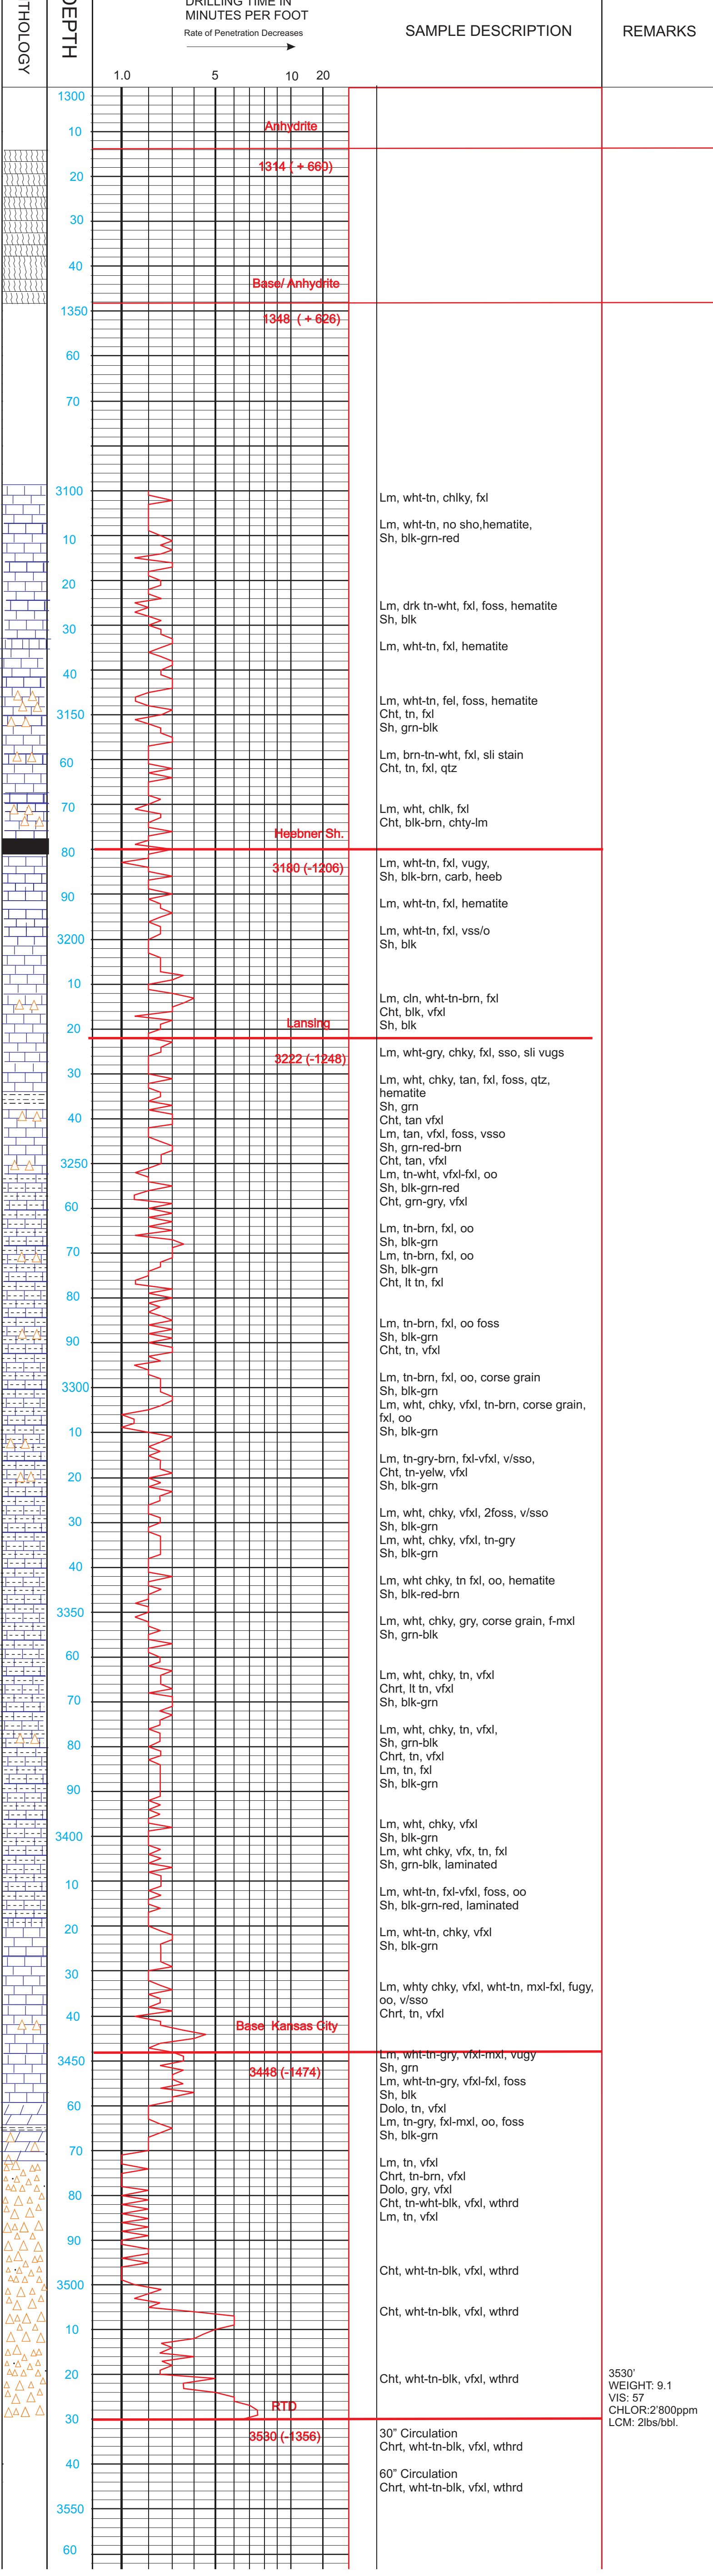 THOLOGY
DEPTH
DRILLING TIME IN
MINUTES PER FOOT
Rate of Penetration Decreases
SAMPLE DESCRIPTION
REMARKS
1.0 5 10 20
1300
Anhydrite
10
1314 ( + 660)
20
30
40
Base/ Anhydrite
1350
1348 ( + 626)
60
70
3100
Lm, wht-tn, chlky, fxl
Lm, wht-tn, no sho,hematite,
Sh, blk-grn-red
10
20
Lm, drk tn-wht, fxl, foss, hematite
Sh, blk
30
Lm, wht-tn, fxl, hematite
40
Lm, wht-tn, fel, foss, hematite
Cht, tn, fxl
Sh, grn-blk
3150
Lm, brn-tn-wht, fxl, sli stain
Cht, tn, fxl, qtz
60
70
Lm, wht, chlk, fxl
Cht, blk-brn, chty-lm
Heebner Sh.
80
3180 (-1206)
Lm, wht-tn, fxl, vugy,
Sh, blk-brn, carb, heeb
90
Lm, wht-tn, fxl, hematite
Lm, wht-tn, fxl, vss/o
Sh, blk
3200
10
Lm, cln, wht-tn-brn, fxl
Cht, blk, vfxl
Sh, blk
Lansing
20
3222 (-1248)
Lm, wht-gry, chky, fxl, sso, sli vugs
30
Lm, wht, chky, tan, fxl, foss, qtz,
hematite
Sh, grn
Cht, tan vfxl
40
Lm, tan, vfxl, foss, vsso
Sh, grn-red-brn
Cht, tan, vfxl
3250
Lm, tn-wht, vfxl-fxl, oo
Sh, blk-grn-red
Cht, grn-gry, vfxl
60
Lm, tn-brn, fxl, oo
Sh, blk-grn
Lm, tn-brn, fxl, oo
Sh, blk-grn
Cht, lt tn, fxl
70
80
Lm, tn-brn, fxl, oo foss
Sh, blk-grn
Cht, tn, vfxl
90
Lm, tn-brn, fxl, oo, corse grain
Sh, blk-grn
3300
Lm, wht, chky, vfxl, tn-brn, corse grain,
fxl, oo
Sh, blk-grn
10
Lm, tn-gry-brn, fxl-vfxl, v/sso,
Cht, tn-yelw, vfxl
Sh, blk-grn
20
Lm, wht, chky, vfxl, 2foss, v/sso
Sh, blk-grn
Lm, wht, chky, vfxl, tn-gry
Sh, blk-grn
30
40
Lm, wht chky, tn fxl, oo, hematite
Sh, blk-red-brn
3350
Lm, wht, chky, gry, corse grain, f-mxl
Sh, grn-blk
60
Lm, wht, chky, tn, vfxl
Chrt, lt tn, vfxl
Sh, blk-grn
70
Lm, wht, chky, tn, vfxl,
Sh, grn-blk
Chrt, tn, vfxl
Lm, tn, fxl
Sh, blk-grn
80
90
Lm, wht, chky, vfxl
Sh, blk-grn
3400
Lm, wht chky, vfx, tn, fxl
Sh, grn-blk, laminated
10
Lm, wht-tn, fxl-vfxl, foss, oo
Sh, blk-grn-red, laminated
20
Lm, wht-tn, chky, vfxl
Sh, blk-grn
30
Lm, whty chky, vfxl, wht-tn, mxl-fxl, fugy,
oo, v/sso
Chrt, tn, vfxl
40
Base Kansas City
3450
3448 (-1474)
Lm, wht-tn-gry, vfxl-mxl, vugy
Sh, grn
Lm, wht-tn-gry, vfxl-fxl, foss
Sh, blk
Dolo, tn, vfxl
60
Lm, tn-gry, fxl-mxl, oo, foss
Sh, blk-grn
70
Lm, tn, vfxl
Chrt, tn-brn, vfxl
Dolo, gry, vfxl
80
Cht, tn-wht-blk, vfxl, wthrd
Lm, tn, vfxl
90
Cht, wht-tn-blk, vfxl, wthrd
3500
Cht, wht-tn-blk, vfxl, wthrd
10
20
Cht, wht-tn-blk, vfxl, wthrd
3530'
WEIGHT: 9.1
VIS: 57
CHLOR:2'800ppm
LCM: 2lbs/bbl.
RTD
30
3530 (-1356)
30" Circulation
Chrt, wht-tn-blk, vfxl, wthrd
40
60" Circulation
Chrt, wht-tn-blk, vfxl, wthrd
3550
60